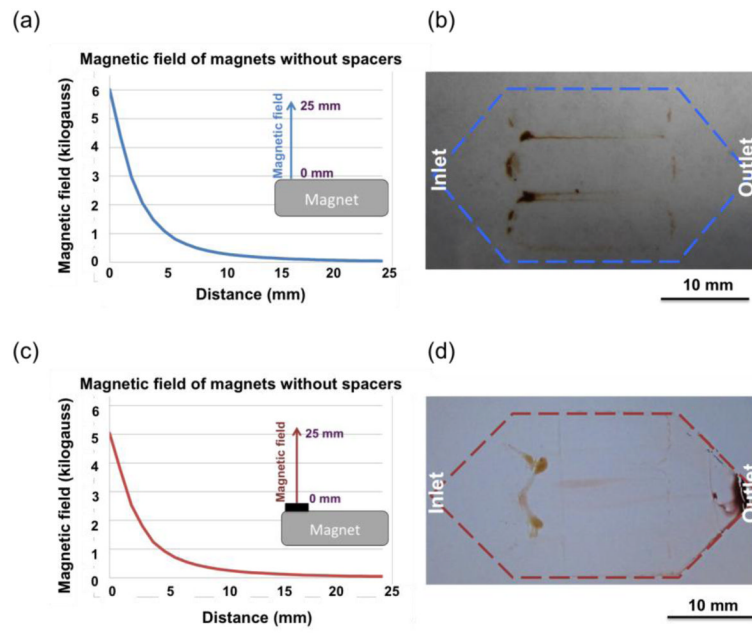 (a)
(b)
Magnetic field of magnets without spacers
Magnetic field (kilogauss)
6
5
4
3
2
1
0
0 5 10 15 20 25
Distance (mm)
Magnetic field
25 mm
0 mm
Magnet
Inlet
Outlet
10 mm
(c)
(d)
Magnetic field of magnets without spacers
Magnetic field (kilogauss)
6
5
4
3
2
1
0
0 5 10 15 20 25
Distance (mm)
Magnetic field
25 mm
0 mm
Magnet
Inlet
Outlet
10 mm